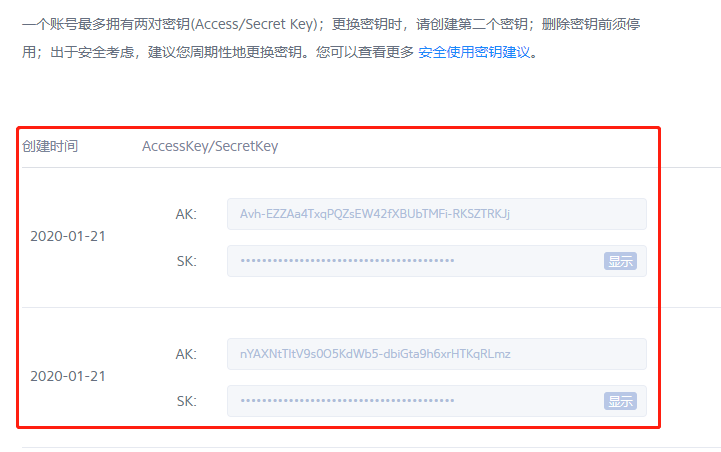 一个账号最多拥有两对密钥(Access/Secret Key)；更换密钥时，请创建第二个密钥；删除密钥前须停
用；出于安全考虑，建议您周期性地更换密钥。您可以查看更多 安全使用密钥建议。
创建时间 AccessKey/SecretKey
AK: Avh-EZZAa4TxqPQZsEW42fXBUbTMFi-RKSZTRKJj
2020-01-21
SK: •••••••••••••••••••••••••••••••••••••••• 显示
AK: nYAXNtTItV9s0O5KdWb5-dbiGta9h6xrHTKqRLmz
2020-01-21
SK: •••••••••••••••••••••••••••••••••••••••• 显示